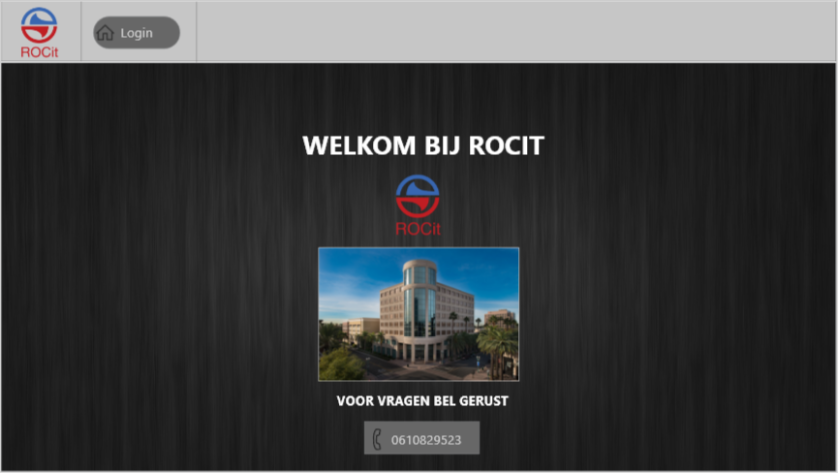 ROCit
Login
WELKOM BIJ ROCIT
ROCit
VOOR VRAGEN BEL GERUST
0610829523